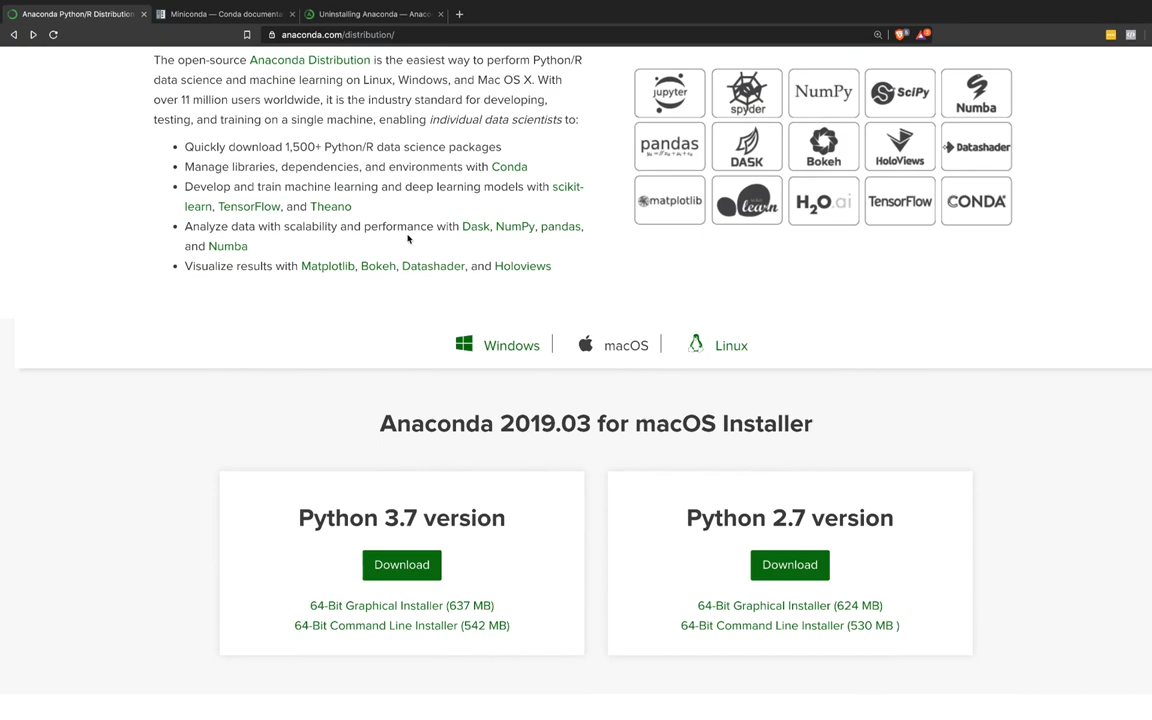 Anaconda Python/R Distribution
Miniconda — Conda documenta
Uninstalling Anaconda — Anaco
anaconda.com/distribution/
The open-source Anaconda Distribution is the easiest way to perform Python/R
data science and machine learning on Linux, Windows, and Mac OS X. With
over 11 million users worldwide, it is the industry standard for developing,
testing, and training on a single machine, enabling individual data scientists to:
• Quickly download 1,500+ Python/R data science packages
• Manage libraries, dependencies, and environments with Conda
• Develop and train machine learning and deep learning models with scikit-
learn, TensorFlow, and Theano
• Analyze data with scalability and performance with Dask, NumPy, pandas,
and Numba
• Visualize results with Matplotlib, Bokeh, Datashader, and Holoviews
jupyter
spyder
NumPy
SciPy
Numba
pandas
DASK
Bokeh
HoloViews
Datashader
matplotlib
learn
H2O.ai
TensorFlow
CONDA
Windows
macOS
Linux
Anaconda 2019.03 for macOS Installer
Python 3.7 version
Download
64-Bit Graphical Installer (637 MB)
64-Bit Command Line Installer (542 MB)
Python 2.7 version
Download
64-Bit Graphical Installer (624 MB)
64-Bit Command Line Installer (530 MB )